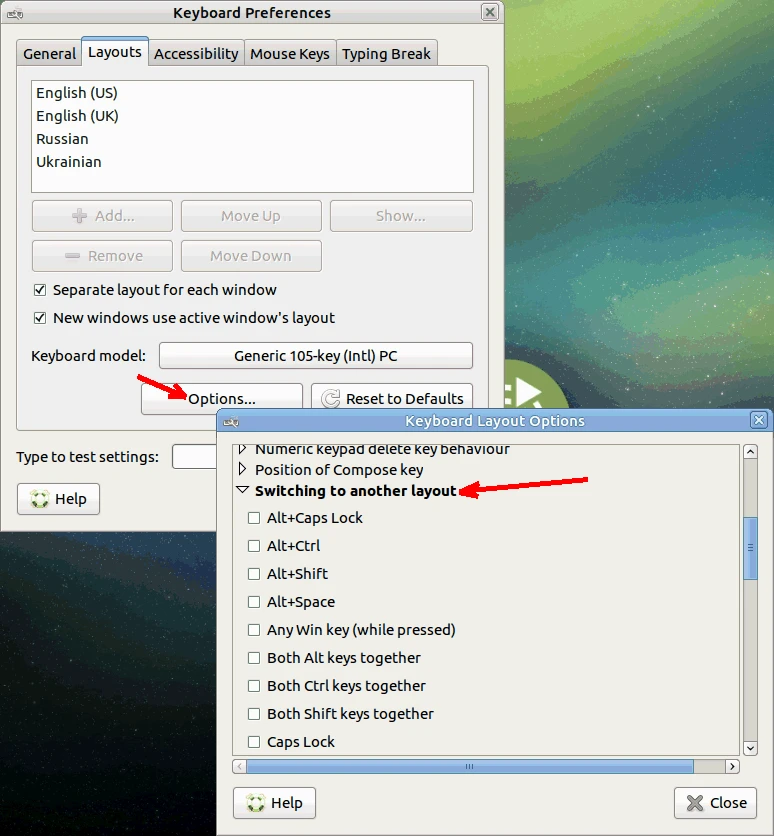 Keyboard Preferences
General Layouts Accessibility Mouse Keys Typing Break
English (US)
English (UK)
Russian
Ukrainian
Add... Move Up Show...
Remove Move Down
Separate layout for each window
New windows use active window's layout
Keyboard model: Generic 105-key (Intl) PC
Options... Reset to Defaults
Type to test settings:
Help
Keyboard Layout Options
Numeric keypad delete key behaviour
Position of Compose key
Switching to another layout
Alt+Caps Lock
Alt+Ctrl
Alt+Shift
Alt+Space
Any Win key (while pressed)
Both Alt keys together
Both Ctrl keys together
Both Shift keys together
Caps Lock
Help Close